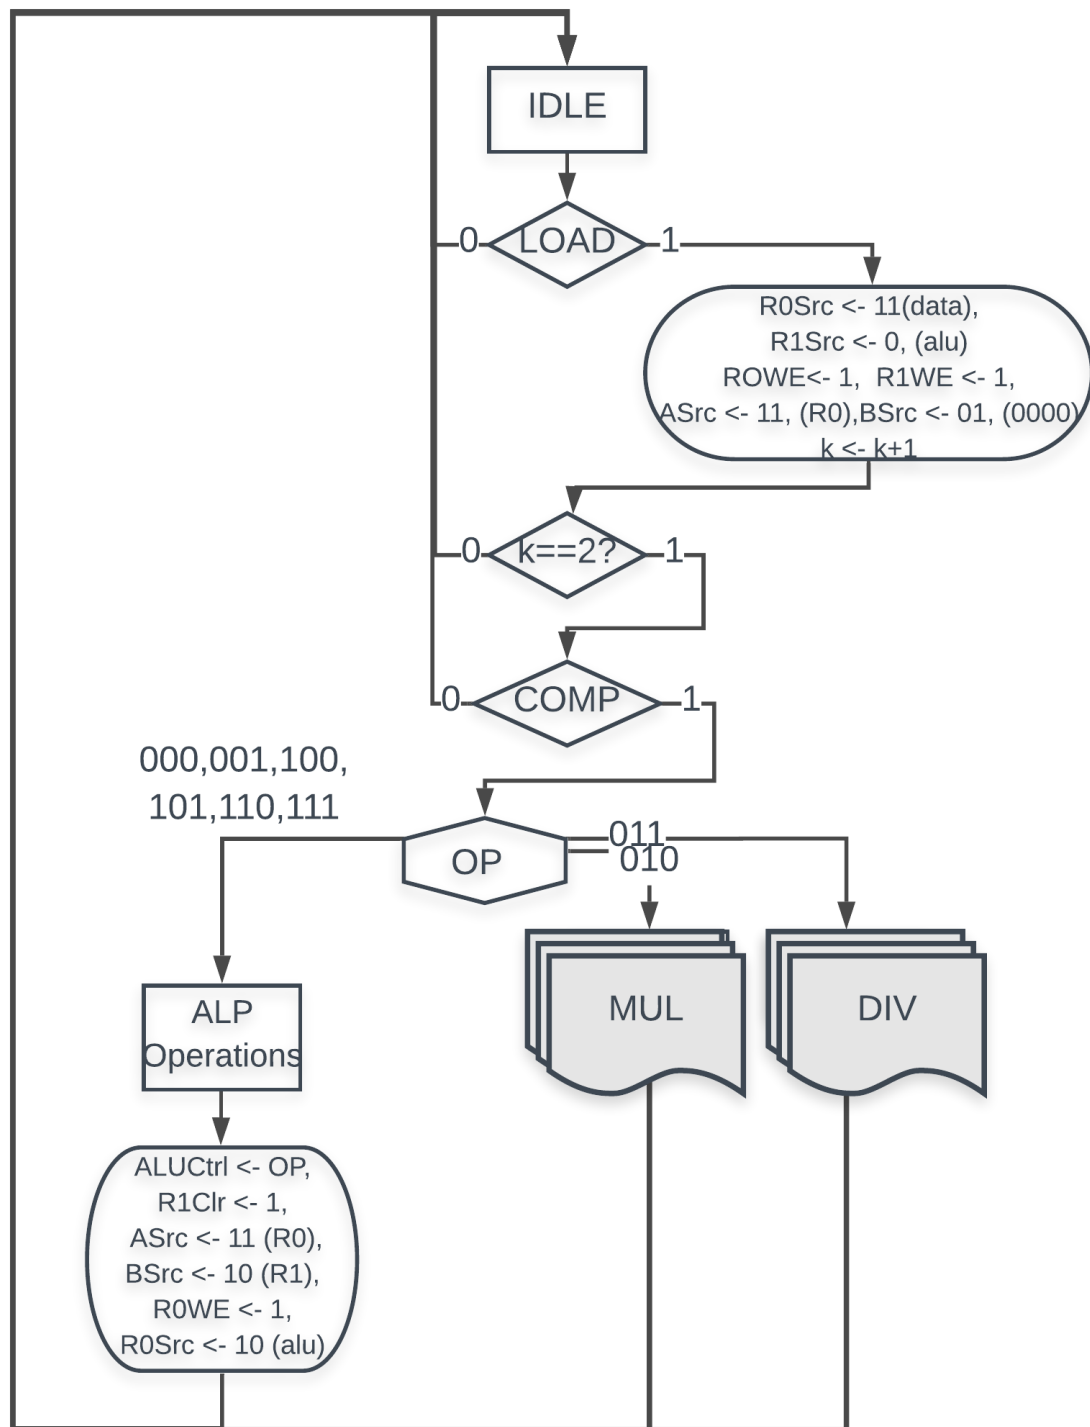 IDLE
0
LOAD
1
R0Src <- 11(data),
R1Src <- 0, (alu)
ROWE<- 1, R1WE <- 1,
ASrc <- 11, (R0),BSrc <- 01, (0000)
k <- k+1
0
k==2?
1
0
COMP
1
000,001,100,
101,110,111
OP
011
010
MUL
DIV
ALP
Operations
ALUCtrl <- OP,
R1Clr <- 1,
ASrc <- 11 (R0),
BSrc <- 10 (R1),
R0WE <- 1,
R0Src <- 10 (alu)